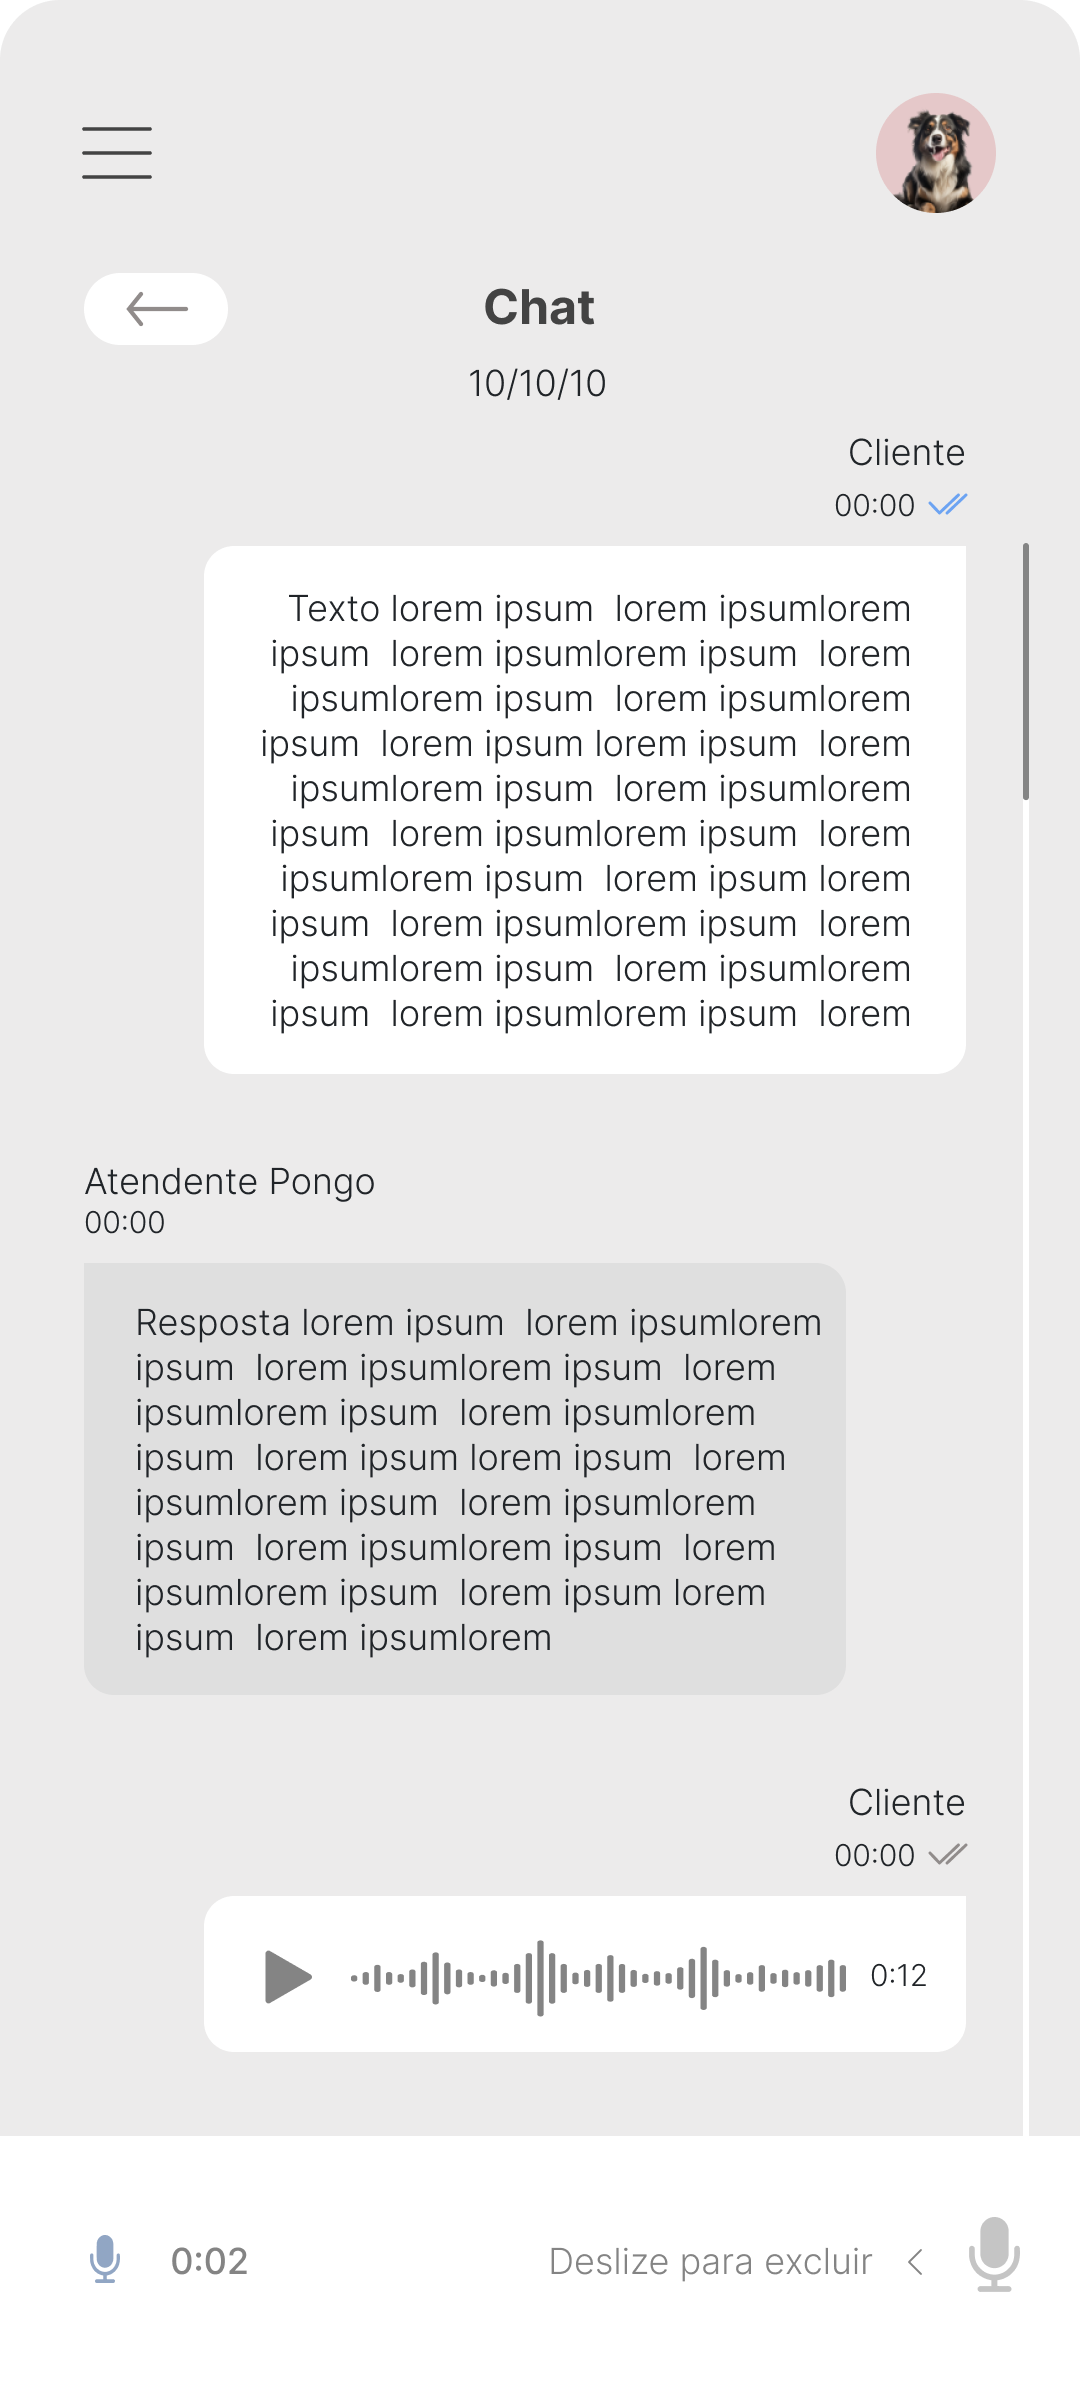 Chat
10/10/10
Cliente
00:00
Texto lorem ipsum  lorem ipsumlorem
ipsum  lorem ipsumlorem ipsum  lorem
ipsumlorem ipsum  lorem ipsumlorem
ipsum  lorem ipsum lorem ipsum  lorem
ipsumlorem ipsum  lorem ipsumlorem
ipsum  lorem ipsumlorem ipsum  lorem
ipsumlorem ipsum  lorem ipsum lorem
ipsum  lorem ipsumlorem ipsum  lorem
ipsumlorem ipsum  lorem ipsumlorem
ipsum  lorem ipsumlorem ipsum  lorem
Atendente Pongo
00:00
Resposta lorem ipsum  lorem ipsumlorem
ipsum  lorem ipsumlorem ipsum  lorem
ipsumlorem ipsum  lorem ipsumlorem
ipsum  lorem ipsum lorem ipsum  lorem
ipsumlorem ipsum  lorem ipsumlorem
ipsum  lorem ipsumlorem ipsum  lorem
ipsumlorem ipsum  lorem ipsum lorem
ipsum  lorem ipsumlorem
Cliente
00:00
0:12
0:02
Deslize para excluir